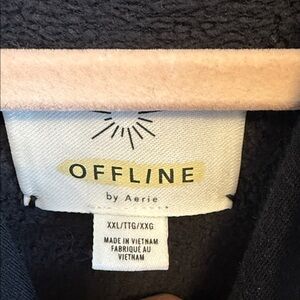 OFFLINE
by Aerie
XXL/TTG/XXG
MADE IN VIETNAM
FABRIQUÉ AU
VIETNAM